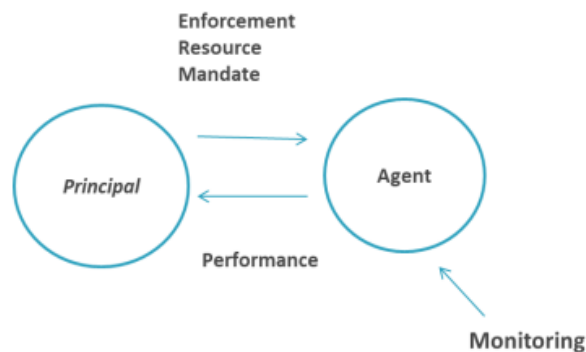 Enforcement
Resource
Mandate
Principal
Agent
Performance
Monitoring